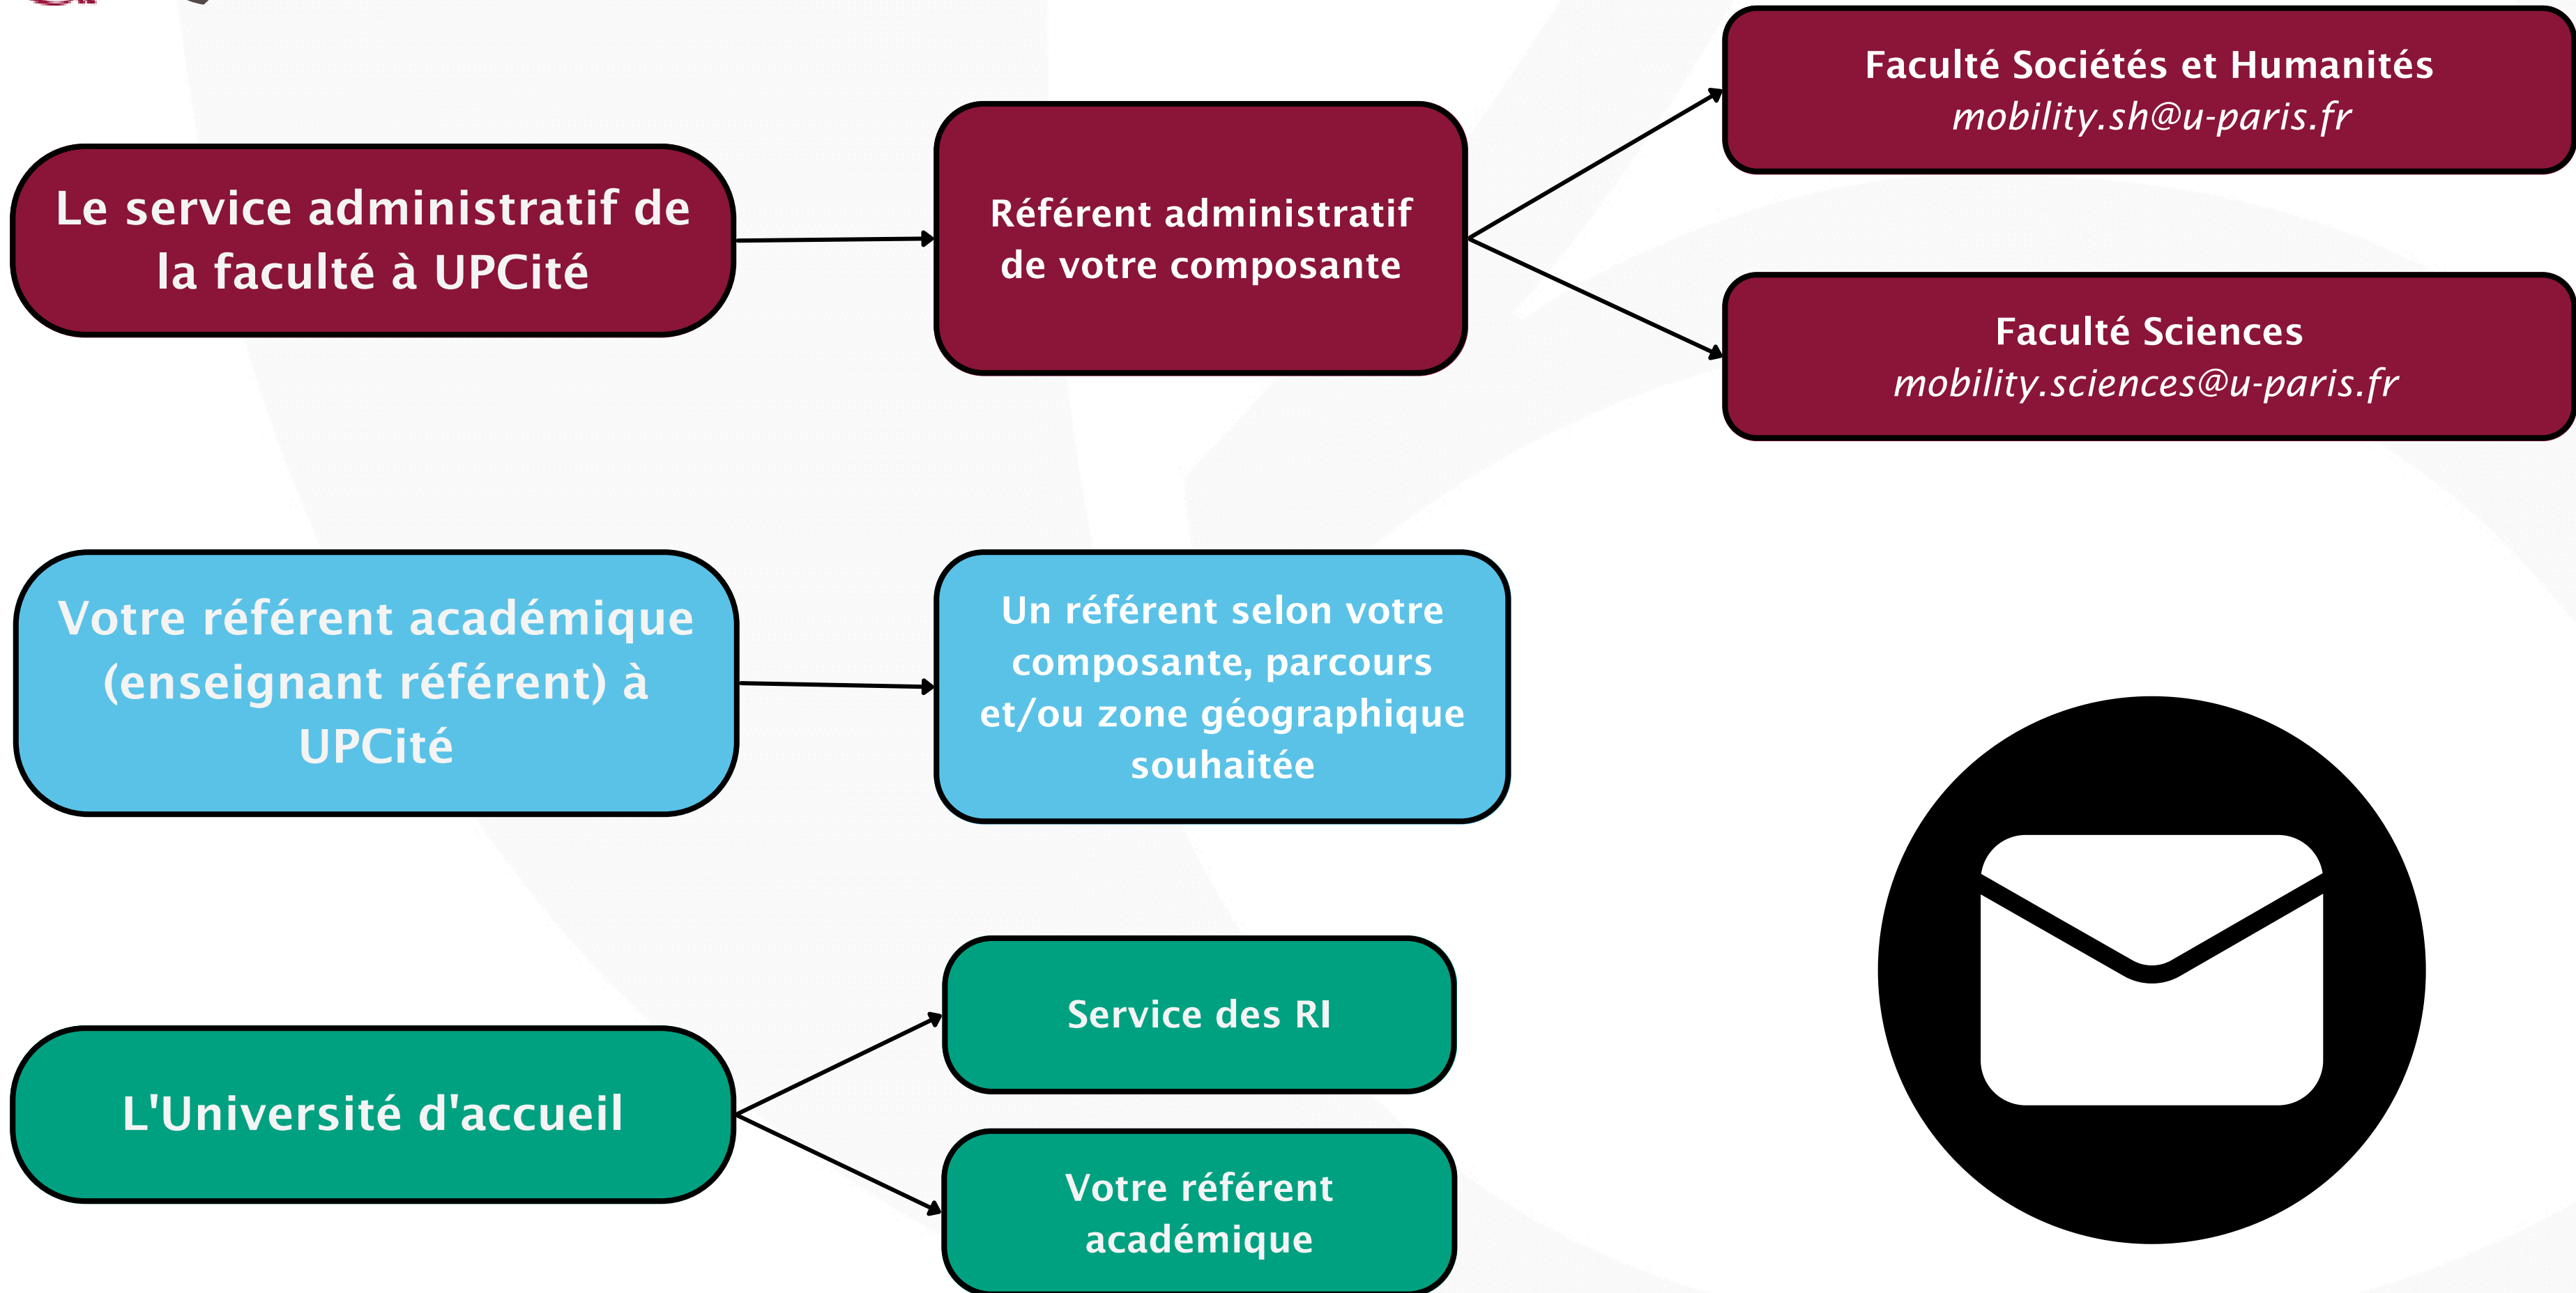 Le service administratif de
la faculté à UPCité
Référent administratif
de votre composante
Faculté Sociétés et Humanités
mobility.sh@u-paris.fr
Faculté Sciences
mobility.sciences@u-paris.fr
Votre référent académique
(enseignant référent) à
UPCité
Un référent selon votre
composante, parcours
et/ou zone géographique
souhaitée
L'Université d'accueil
Service des RI
Votre référent
académique